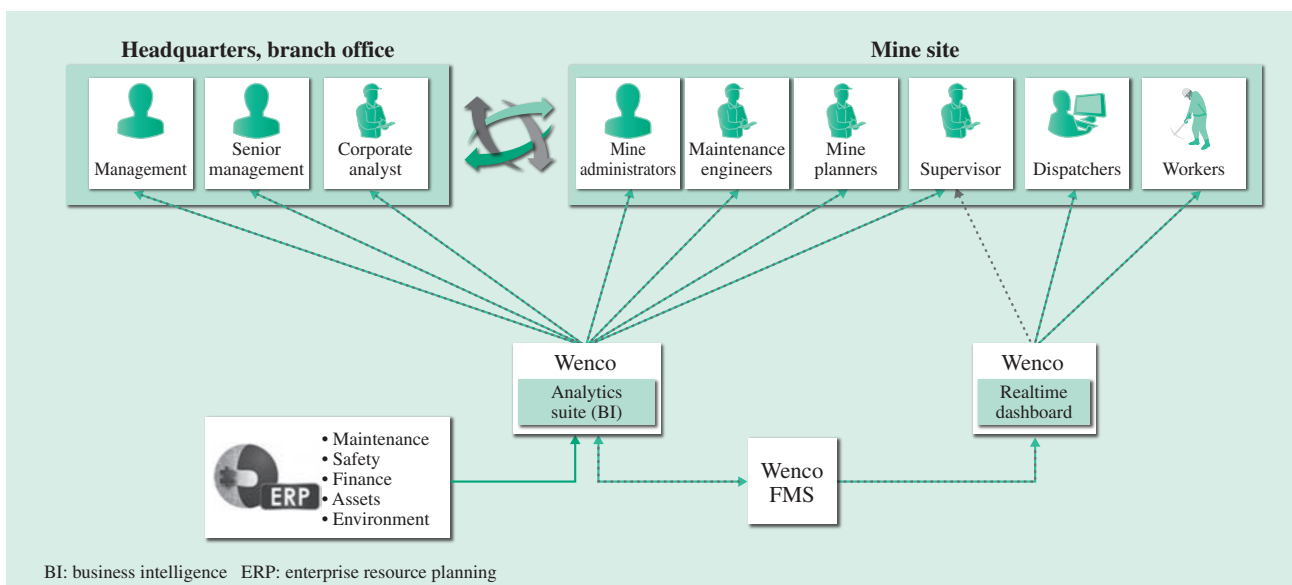 Headquarters, branch office
Mine site
Management
Senior
management
Corporate
analyst
Mine
administrators
Maintenance
engineers
Mine
planners
Supervisor
Dispatchers
Workers
Wenco
Analytics
suite (BI)
Wenco
Realtime
dashboard
ERP
• Maintenance
• Safety
• Finance
• Assets
• Environment
Wenco
FMS
BI: business intelligence ERP: enterprise resource planning